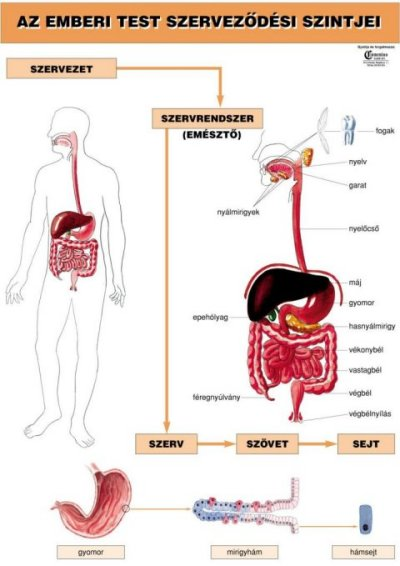 AZ EMBERI TEST SZERVEZŐDÉSI SZINTJEI
SZERVEZET
SZERVRENDSZER
(EMÉSZTŐ)
fogak
nyelv
garat
nyálmirigyek
nyelőcső
máj
gyomor
epehólyag
hasnyálmirigy
vékonybél
vastagbél
féregnyúlvány
végbél
végbélnyílás
SZERV
SZÖVET
SEJT
gyomor
mirigyhám
hámsejt